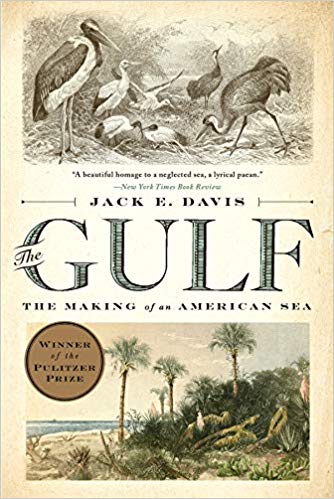 "A beautiful homage to a neglected sea, a lyrical paean."
—New York Times Book Review
JACK E. DAVIS
The
GULF
THE MAKING of an AMERICAN SEA
WINNER
of the
PULITZER
PRIZE